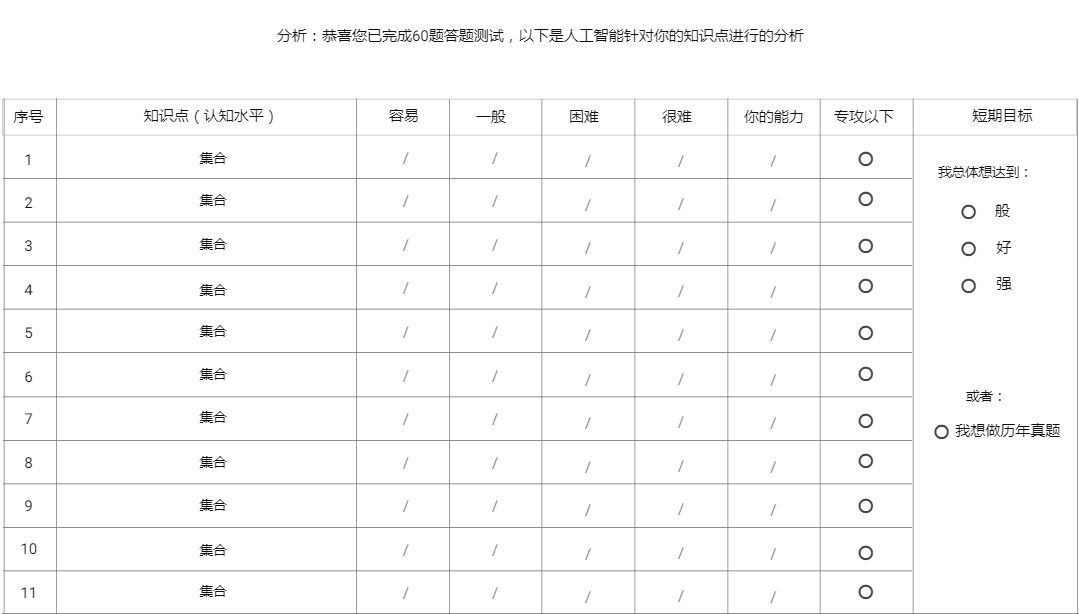 分析：恭喜您已完成60题答题测试，以下是人工智能针对你的知识点进行的分析
序号 知识点（认知水平） 容易 一般 困难 很难 你的能力 专攻以下 短期目标
1 集合 / / / / /
我总体想达到：
2 集合 / / / / /
般
3 集合 / / / / /
好
4 集合 / / / / /
强
5 集合 / / / / /
6 集合 / / / / /
或者：
7 集合 / / / / /
我想做历年真题
8 集合 / / / / /
9 集合 / / / / /
10 集合 / / / / /
11 集合 / / / / /